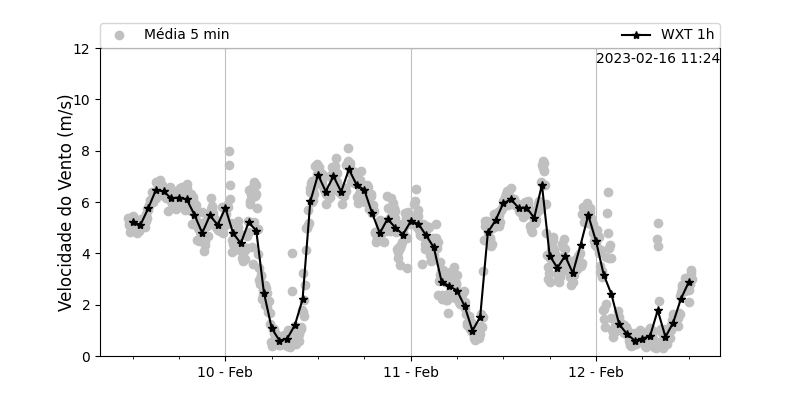 Média 5 min
WXT 1h
2023-02-16 11:24
Velocidade do Vento (m/s)
12
10
8
6
4
2
0
10 - Feb
11 - Feb
12 - Feb